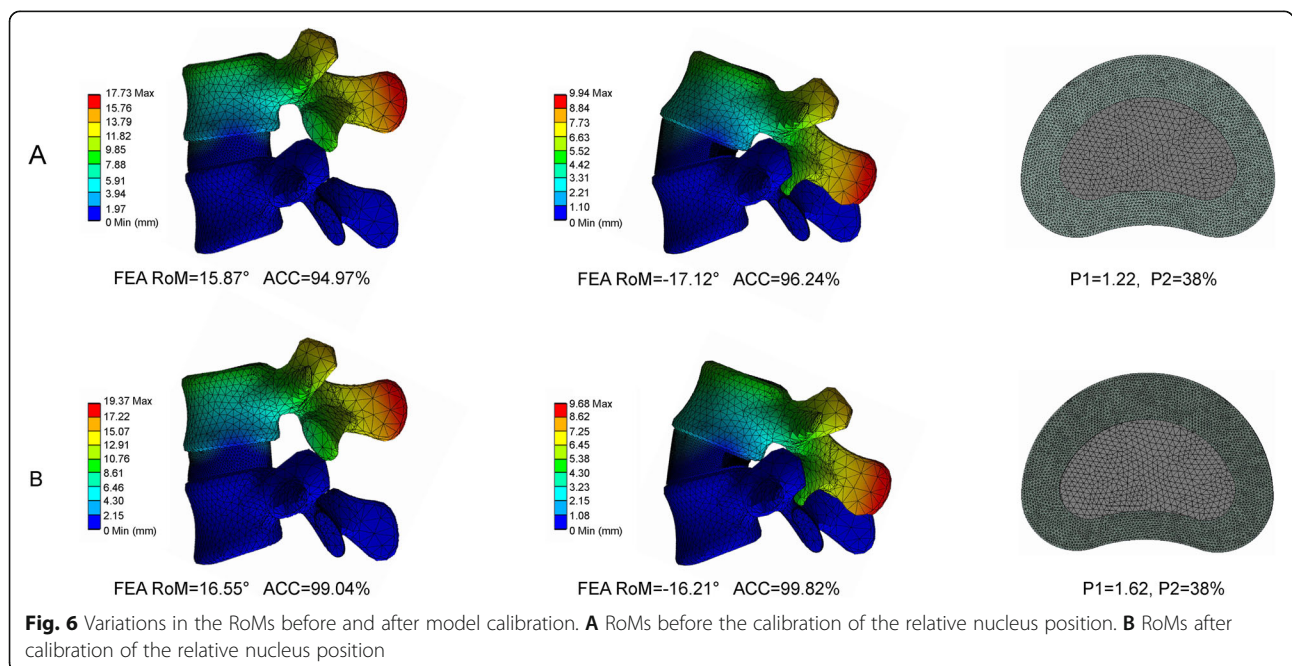 17.73 Max
15.76
13.79
11.82
9.85
7.88
5.91
3.94
1.97
0 Min (mm)
9.94 Max
8.84
7.73
6.63
5.52
4.42
3.31
2.21
1.10
0 Min (mm)
A
FEA RoM=15.87° ACC=94.97%
FEA RoM=-17.12° ACC=96.24%
P1=1.22, P2=38%
19.37 Max
17.22
15.07
12.91
10.76
8.61
6.46
4.30
2.15
0 Min (mm)
9.68 Max
8.62
7.25
6.45
5.38
4.30
3.23
2.15
1.08
0 Min (mm)
B
FEA RoM=16.55° ACC=99.04%
FEA RoM=-16.21° ACC=99.82%
P1=1.62, P2=38%
Fig. 6 Variations in the RoMs before and after model calibration. A RoMs before the calibration of the relative nucleus position. B RoMs after
calibration of the relative nucleus position